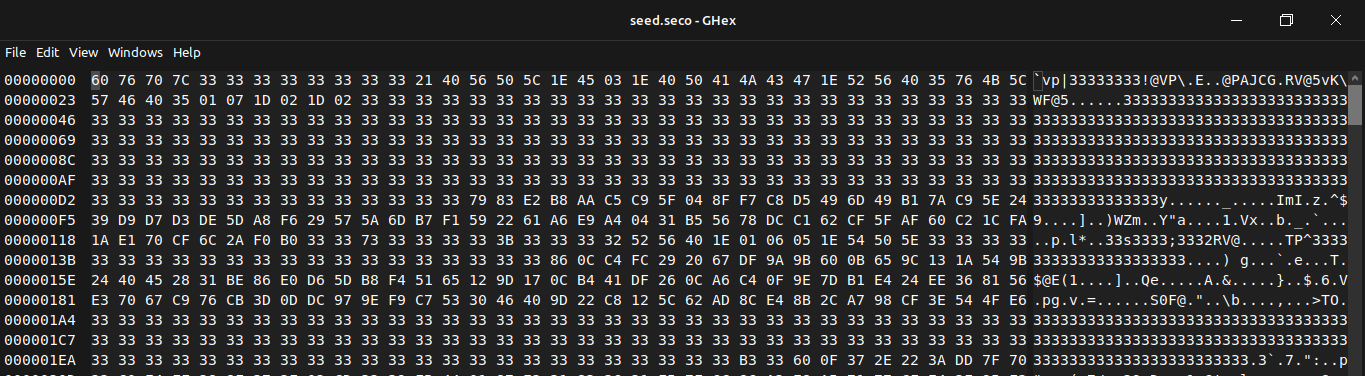 seed.seco - GHex
File Edit View Windows Help
00000000 60 76 70 7C 33 33 33 33 33 33 33 33 21 40 56 50 5C 1E 45 03 1E 40 50 41 4A 43 47 1E 52 56 40 35 76 4B 5C `vp|33333333!@VP\.E..@PAJCG.RV@5vK\
00000023 57 46 40 35 01 07 1D 02 1D 02 33 33 33 33 33 33 33 33 33 33 33 33 33 33 33 33 33 33 33 33 33 33 33 33 33 WF@5......3333333333333333333333333
00000046 33 33 33 33 33 33 33 33 33 33 33 33 33 33 33 33 33 33 33 33 33 33 33 33 33 33 33 33 33 33 33 33 33 33 33 33333333333333333333333333333333333
00000069 33 33 33 33 33 33 33 33 33 33 33 33 33 33 33 33 33 33 33 33 33 33 33 33 33 33 33 33 33 33 33 33 33 33 33 33333333333333333333333333333333333
0000008C 33 33 33 33 33 33 33 33 33 33 33 33 33 33 33 33 33 33 33 33 33 33 33 33 33 33 33 33 33 33 33 33 33 33 33 33333333333333333333333333333333333
000000AF 33 33 33 33 33 33 33 33 33 33 33 33 33 33 33 33 33 33 33 33 33 33 33 33 33 33 33 33 33 33 33 33 33 33 33 33333333333333333333333333333333333
000000D2 33 33 33 33 33 33 33 33 33 33 33 33 33 33 79 83 E2 B8 AA C5 C9 5F 04 8F F7 C8 D5 49 6D 49 B1 7A C9 5E 24 33333333333333y......_.....ImI.z.^$
000000F5 39 D9 D7 D3 DE 5D A8 F6 29 57 5A 6D B7 F1 59 22 61 A6 E9 A4 04 31 B5 56 78 DC C1 62 CF 5F AF 60 C2 1C FA 9....]..)WZm..Y"a....1.Vx..b._.`...
00000118 1A E1 70 CF 6C 2A F0 B0 33 33 73 33 33 33 33 3B 33 33 33 32 52 56 40 1E 01 06 05 1E 54 50 5E 33 33 33 33 ..p.l*..33s3333;3332RV@.....TP^3333
0000013B 33 33 33 33 33 33 33 33 33 33 33 33 33 33 33 33 33 86 0C C4 FC 29 20 67 DF 9A 9B 60 0B 65 9C 13 1A 54 9B 33333333333333333....) g...`.e...T.
0000015E 24 40 45 28 31 BE 86 E0 D6 5D B8 F4 51 65 12 9D 17 0C B4 41 DF 26 0C A6 C4 0F 9E 7D B1 E4 24 EE 36 81 56 $@E(1....]..Qe.....A.&.....}..$.6.V
00000181 E3 70 67 C9 76 CB 3D 0D DC 97 9E F9 C7 53 30 46 40 9D 22 C8 12 5C 62 AD 8C E4 8B 2C A7 98 CF 3E 54 4F E6 .pg.v.=......S0F@."..\b....,...>TO.
000001A4 33 33 33 33 33 33 33 33 33 33 33 33 33 33 33 33 33 33 33 33 33 33 33 33 33 33 33 33 33 33 33 33 33 33 33 33333333333333333333333333333333333
000001C7 33 33 33 33 33 33 33 33 33 33 33 33 33 33 33 33 33 33 33 33 33 33 33 33 33 33 33 33 33 33 33 33 33 33 33 33333333333333333333333333333333333
000001EA 33 33 33 33 33 33 33 33 33 33 33 33 33 33 33 33 33 33 33 33 33 33 33 33 B3 33 60 0F 37 2E 22 3A DD 7F 70 333333333333333333333333.3`.7.":..p